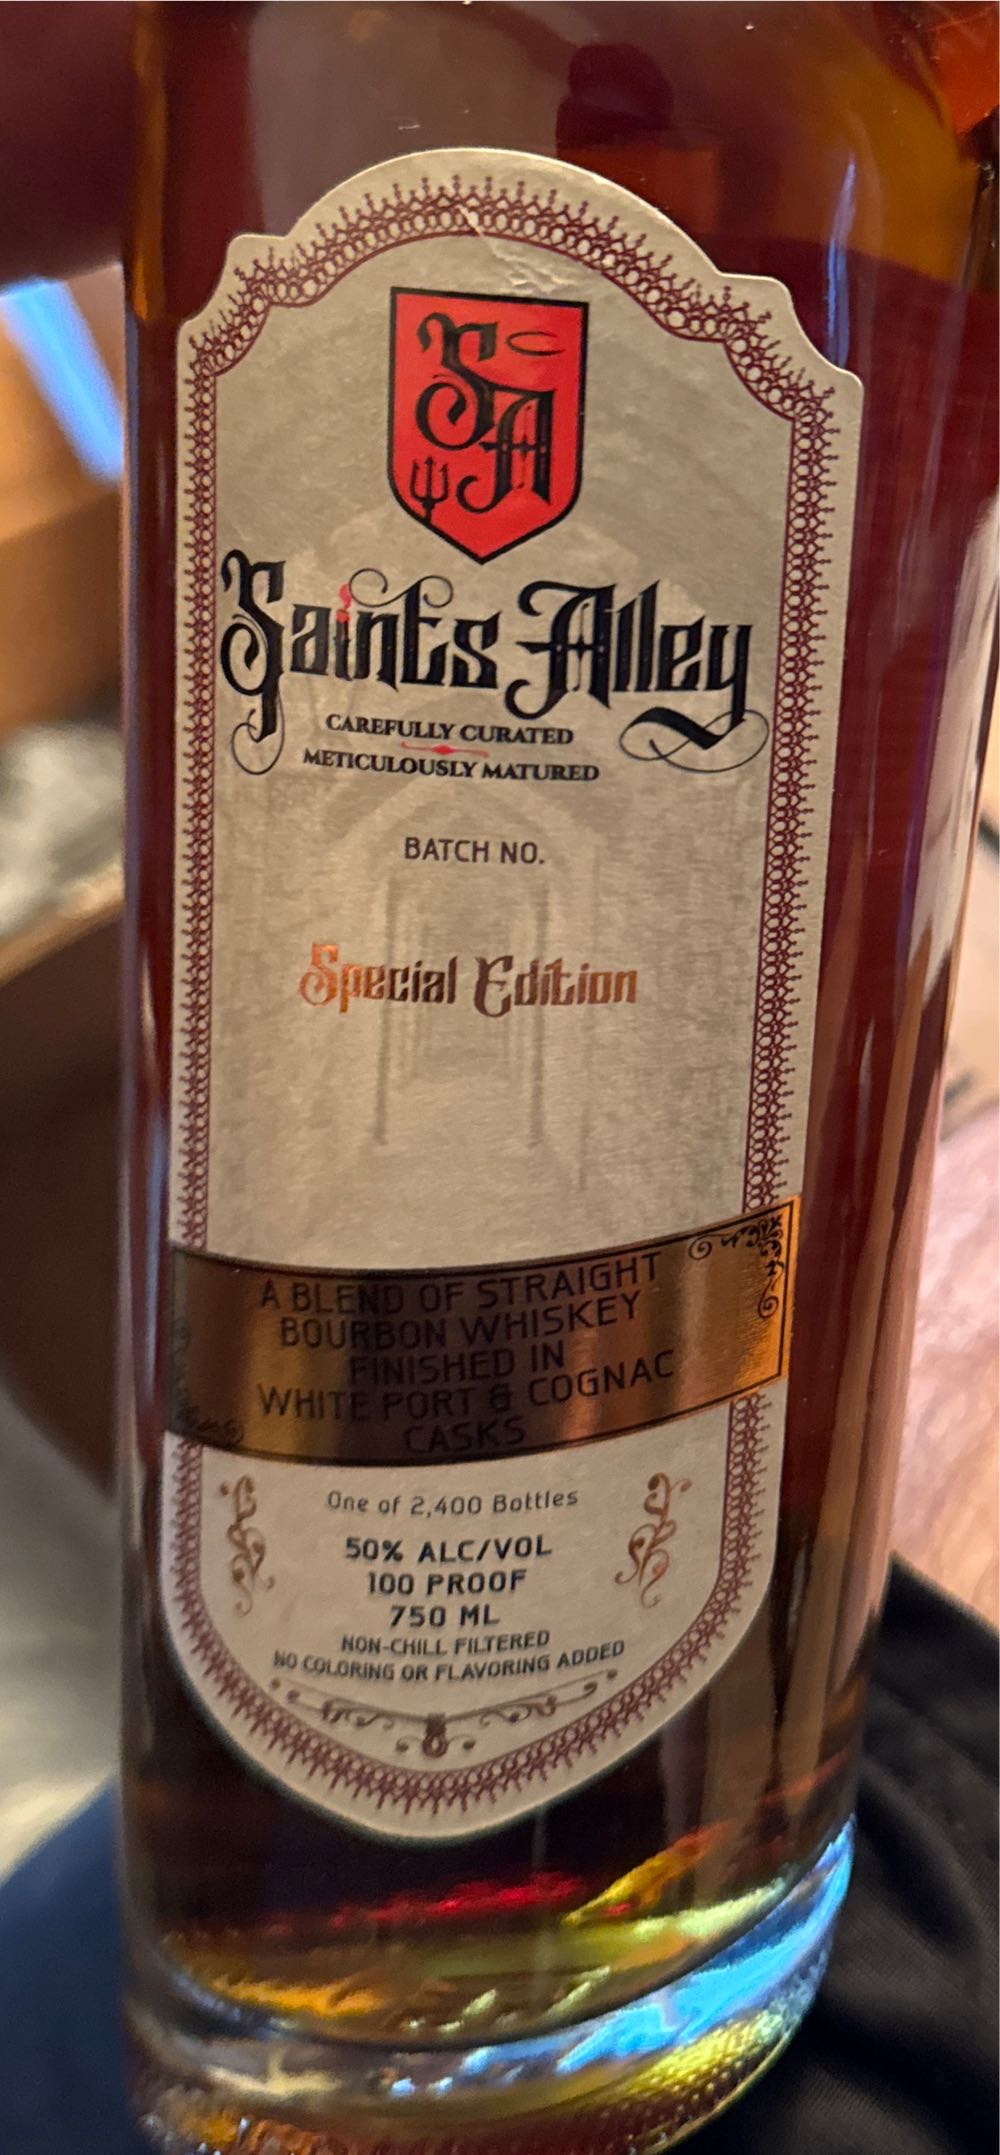 SA
Saints Alley
CAREFULLY CURATED
METICULOUSLY MATURED
BATCH NO.
Special Edition
A BLEND OF STRAIGHT
BOURBON WHISKEY
FINISHED IN
WHITE PORT & COGNAC
CASKS
One of 2,400 Bottles
50% ALC/VOL
100 PROOF
750 ML
NON-CHILL FILTERED
NO COLORING OR FLAVORING ADDED